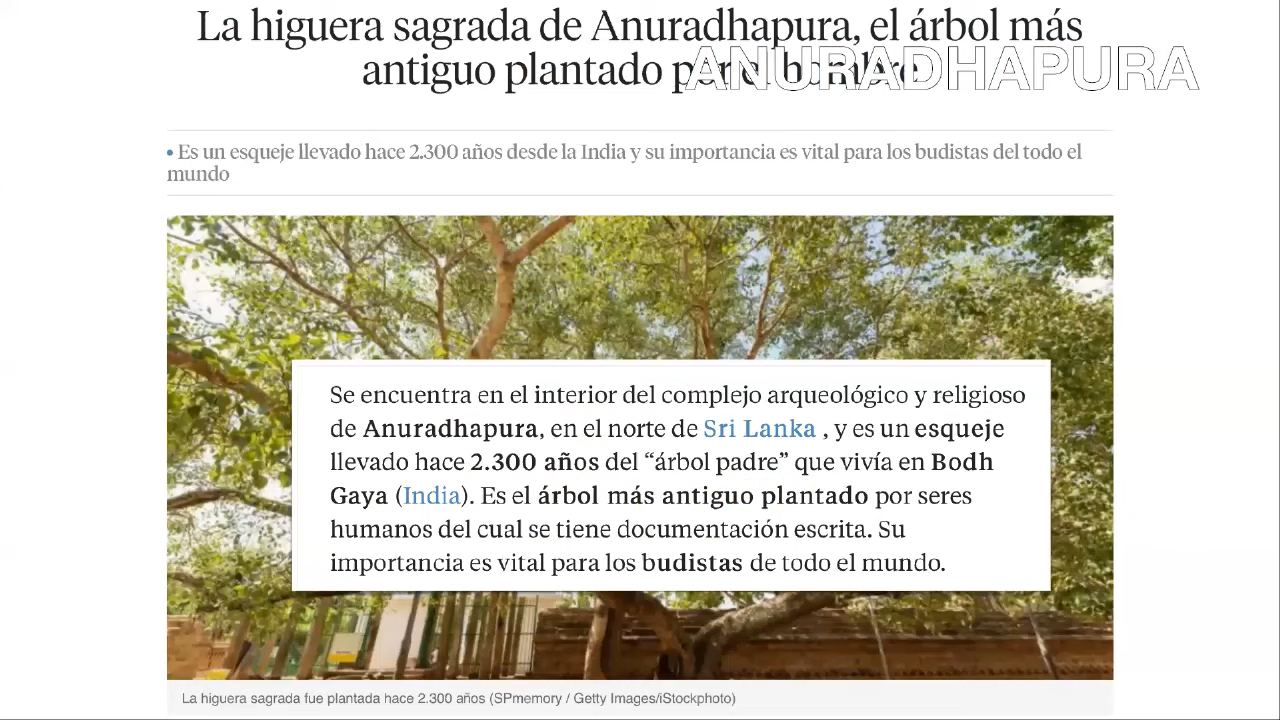 La higuera sagrada de Anuradhapura, el árbol más
antiguo plantado por el hombre
ANURADHAPURA
• Es un esqueje llevado hace 2.300 años desde la India y su importancia es vital para los budistas del todo el
mundo
Se encuentra en el interior del complejo arqueológico y religioso
de Anuradhapura, en el norte de Sri Lanka , y es un esqueje
llevado hace 2.300 años del “árbol padre” que vivía en Bodh
Gaya (India). Es el árbol más antiguo plantado por seres
humanos del cual se tiene documentación escrita. Su
importancia es vital para los budistas de todo el mundo.
La higuera sagrada fue plantada hace 2.300 años (SPmemory / Getty Images/iStockphoto)